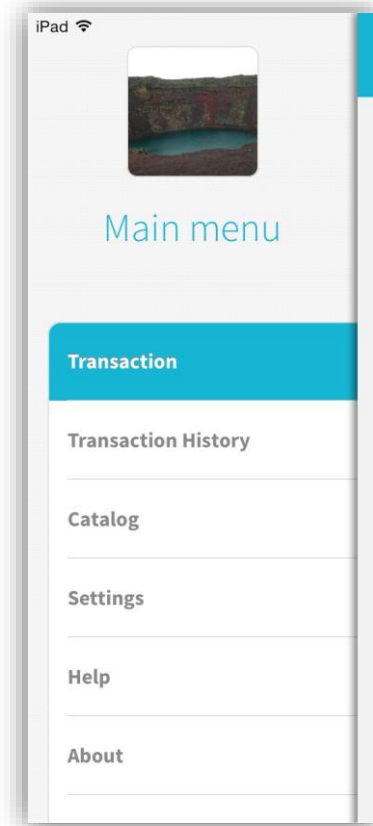 iPad
Main menu
Transaction
Transaction History
Catalog
Settings
Help
About